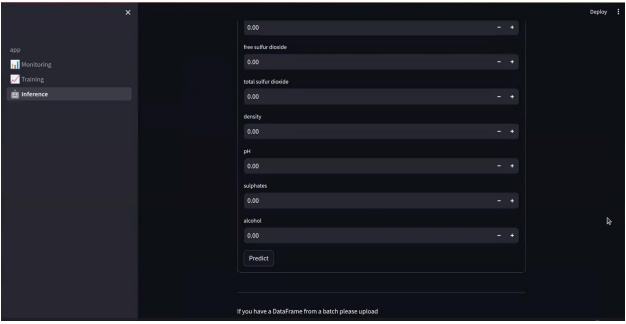 Deploy
app
Monitoring
Training
Inference
0.00
free sulfur dioxide
0.00
total sulfur dioxide
0.00
density
0.00
pH
0.00
sulphates
0.00
alcohol
0.00
Predict
If you have a DataFrame from a batch please upload